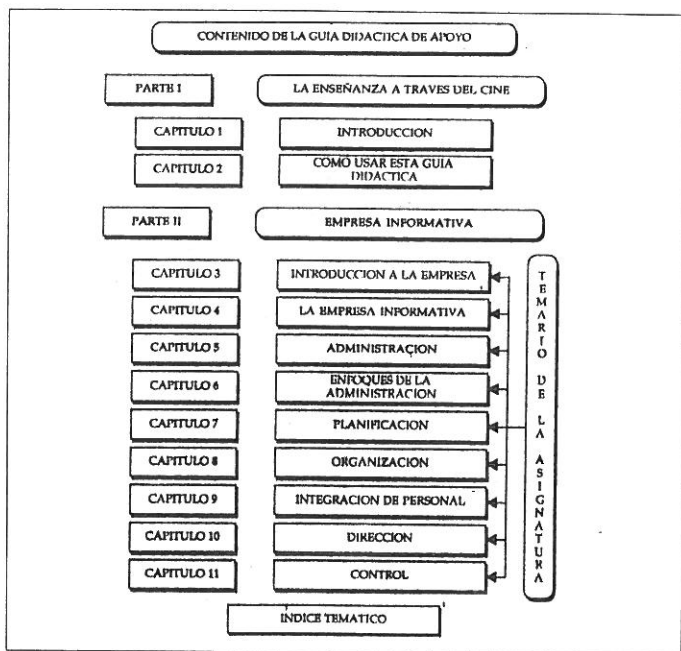 CONTENIDO DE LA GUIA DIDACTICA DE APOYO
PARTE I
LA ENSEÑANZA A TRAVES DEL CINE
CAPITULO 1
INTRODUCCION
CAPITULO 2
COMO USAR ESTA GUIA
DIDACTICA
PARTE II
EMPRESA INFORMATIVA
CAPITULO 3
INTRODUCCION A LA EMPRESA
CAPITULO 4
LA EMPRESA INFORMATIVA
CAPITULO 5
ADMINISTRACION
CAPITULO 6
ENFOQUES DE LA
ADMINISTRACION
CAPITULO 7
PLANIFICACION
CAPITULO 8
ORGANIZACION
CAPITULO 9
INTEGRACION DE PERSONAL
CAPITULO 10
DIRECCION
CAPITULO 11
CONTROL
TEMARIO DE LA ASIGNATURA
INDICE TEMATICO